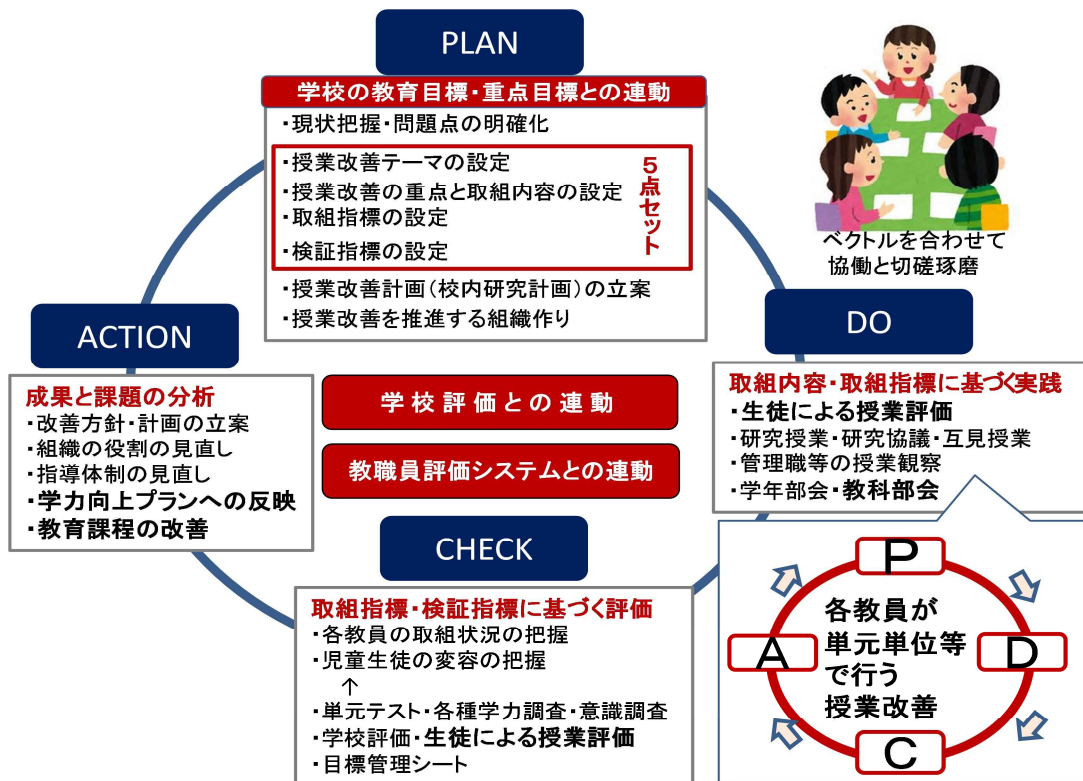 PLAN
学校の教育目標・重点目標との連動
・現状把握・問題点の明確化
・授業改善テーマの設定
・授業改善の重点と取組内容の設定
・取組指標の設定
・検証指標の設定
5点セット
・授業改善計画(校内研究計画)の立案
・授業改善を推進する組織作り
ベクトルを合わせて
協働と切磋琢磨
DO
取組内容・取組指標に基づく実践
・生徒による授業評価
・研究授業・研究協議・互見授業
・管理職等の授業観察
・学年部会・教科部会
P
D
C
A
各教員が
単元単位等
で行う
授業改善
CHECK
取組指標・検証指標に基づく評価
・各教員の取組状況の把握
・児童生徒の変容の把握
↑
・単元テスト・各種学力調査・意識調査
・学校評価・生徒による授業評価
・目標管理シート
ACTION
成果と課題の分析
・改善方針・計画の立案
・組織の役割の見直し
・指導体制の見直し
・学力向上プランへの反映
・教育課程の改善
学校評価との連動
教職員評価システムとの連動